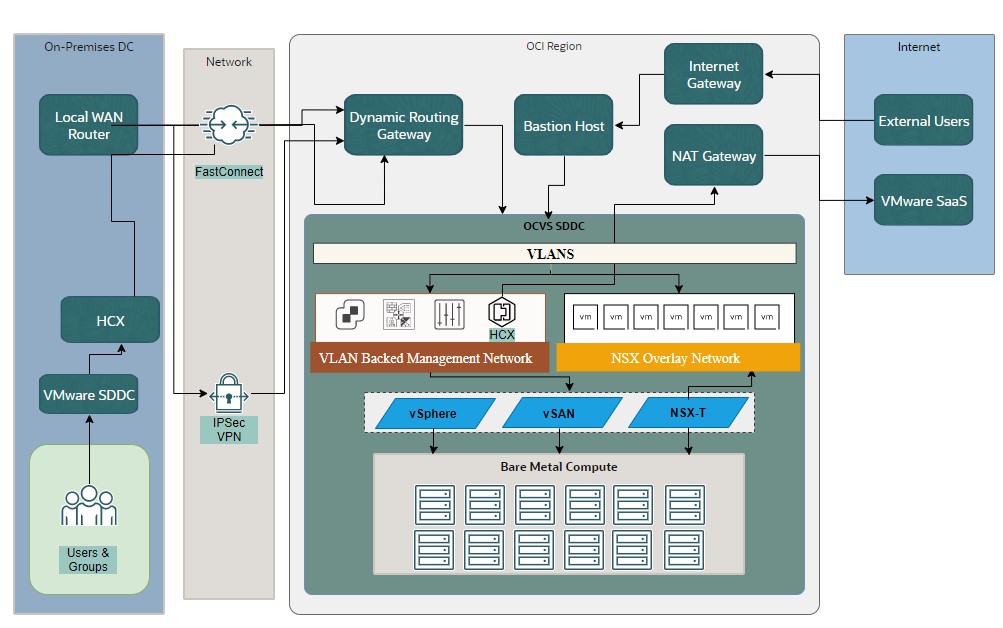 On-Premises DC
Local WAN
Router
HCX
VMware SDDC
Users &
Groups
Network
FastConnect
IPSec
VPN
OCI Region
Dynamic Routing
Gateway
Bastion Host
Internet
Gateway
NAT Gateway
OCVS SDDC
VLANS
HCX
VLAN Backed Management Network
vm vm vm vm vm vm vm
NSX Overlay Network
vSphere
vSAN
NSX-T
Bare Metal Compute
Internet
External Users
VMware SaaS